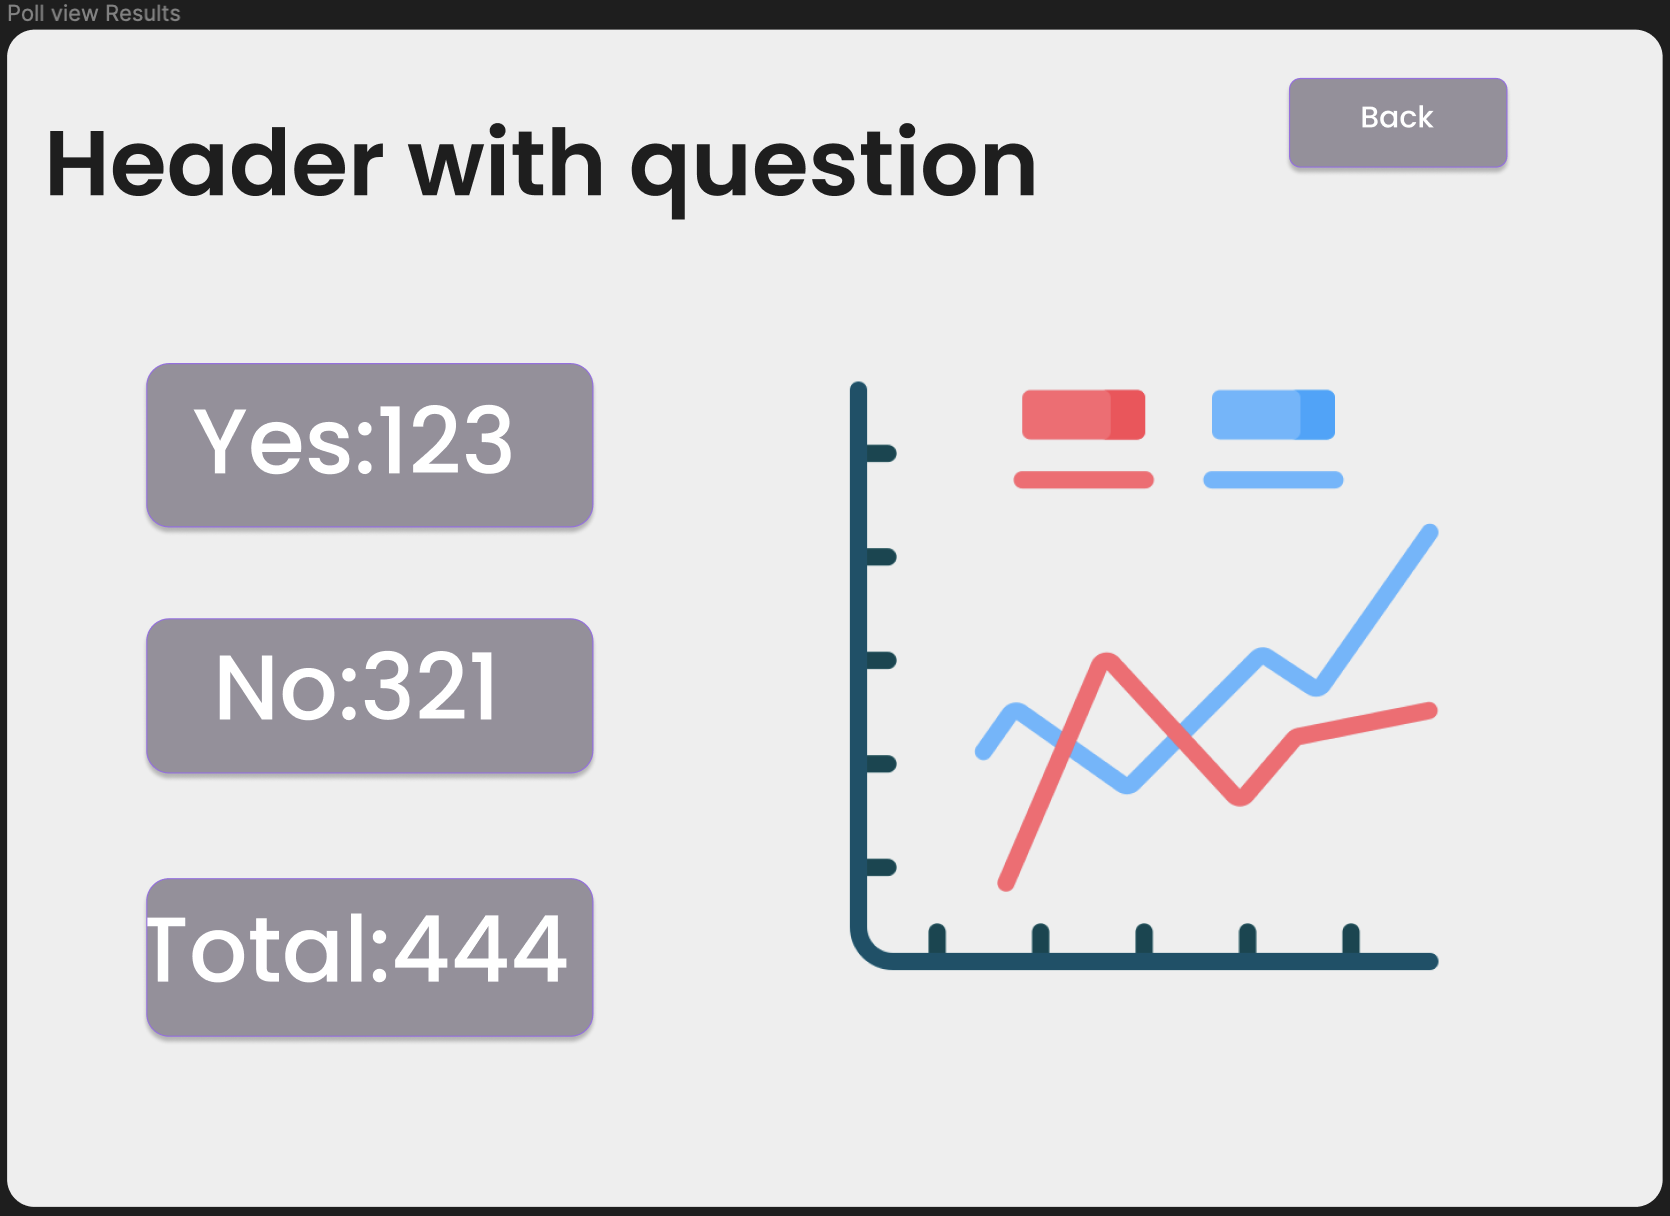 Poll view Results
Back
Header with question
Yes:123
No:321
Total:444